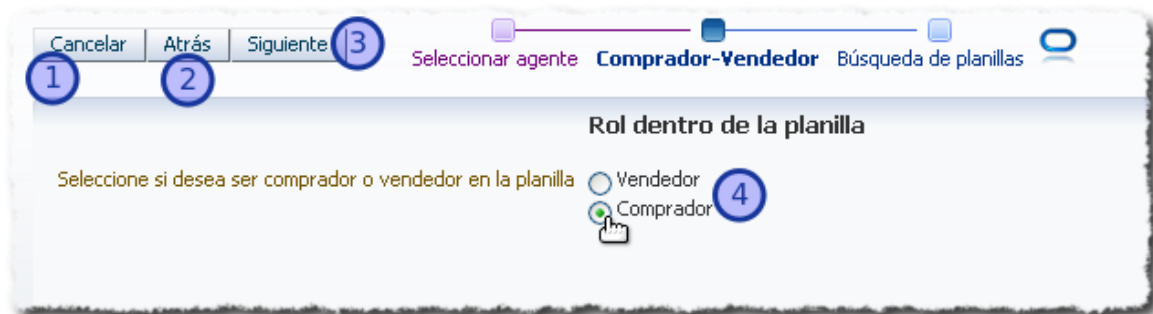 Cancelar Atrás Siguiente 3
1 2
Seleccionar agente Comprador-Vendedor Búsqueda de planillas
Rol dentro de la planilla
Seleccione si desea ser comprador o vendedor en la planilla Vendedor 4
Comprador